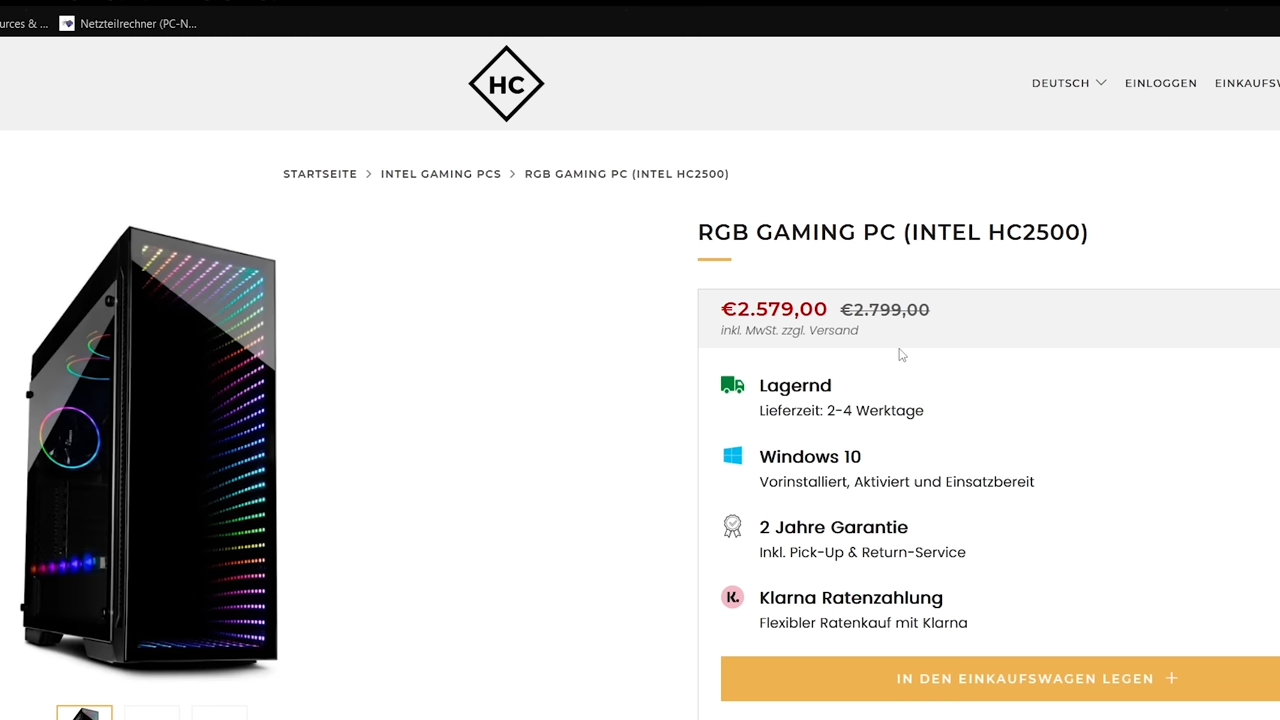 urces & ...
Netzteilrechner (PC-N...
HC
DEUTSCH
EINLOGGEN
EINKAUFSW
STARTSEITE > INTEL GAMING PCS > RGB GAMING PC (INTEL HC2500)
RGB GAMING PC (INTEL HC2500)
€2.579,00 €2.799,00
inkl. MwSt. zzgl. Versand
Lagernd
Lieferzeit: 2-4 Werktage
Windows 10
Vorinstalliert, Aktiviert und Einsatzbereit
2 Jahre Garantie
Inkl. Pick-Up & Return-Service
K.
Klarna Ratenzahlung
Flexibler Ratenkauf mit Klarna
IN DEN EINKAUFSWAGEN LEGEN +